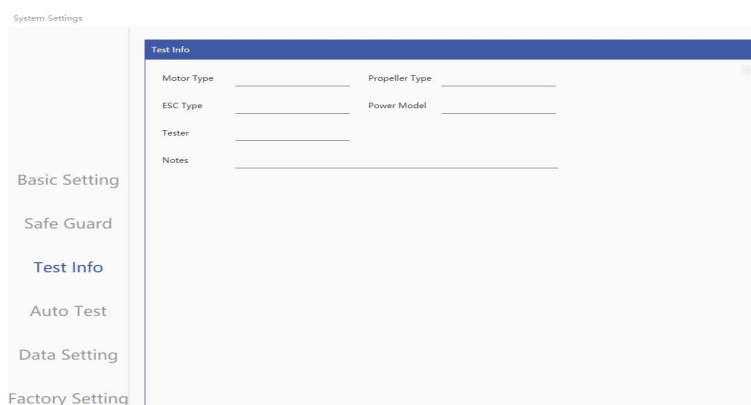 System Settings
Test Info
Motor Type Propeller Type
ESC Type Power Model
Tester
Notes
Basic Setting
Safe Guard
Test Info
Auto Test
Data Setting
Factory Setting